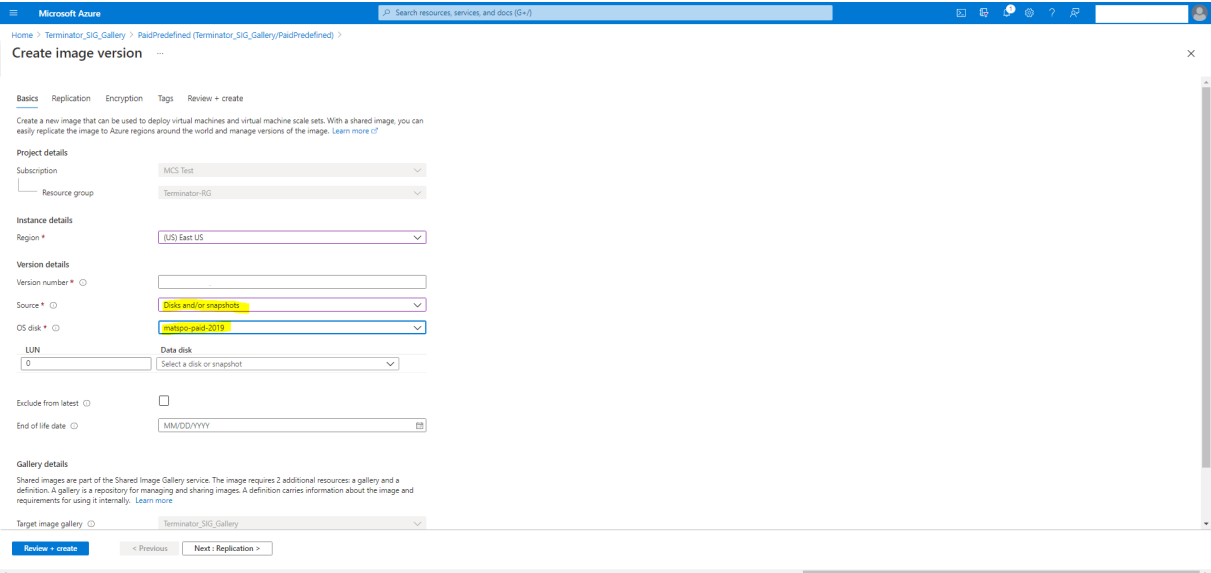 Microsoft Azure
Search resources, services, and docs (G+/)
1
Home > Terminator_SIG_Gallery > PaidPredefined (Terminator_SIG_Gallery/PaidPredefined) >
Create image version ...
Basics Replication Encryption Tags Review + create
Create a new image that can be used to deploy virtual machines and virtual machine scale sets. With a shared image, you can
easily replicate the image to Azure regions around the world and manage versions of the image. Learn more
Project details
Subscription MCS Test
Resource group Terminator-RG
Instance details
Region * (US) East US
Version details
Version number *
Source * Disks and/or snapshots
OS disk * matspo-paid-2019
LUN Data disk
0 Select a disk or snapshot
Exclude from latest
End of life date MM/DD/YYYY
Gallery details
Shared images are part of the Shared Image Gallery service. The image requires 2 additional resources: a gallery and a
definition. A gallery is a repository for managing and sharing images. A definition carries information about the image and
requirements for using it internally. Learn more
Target image gallery Terminator_SIG_Gallery
Review + create < Previous Next : Replication >